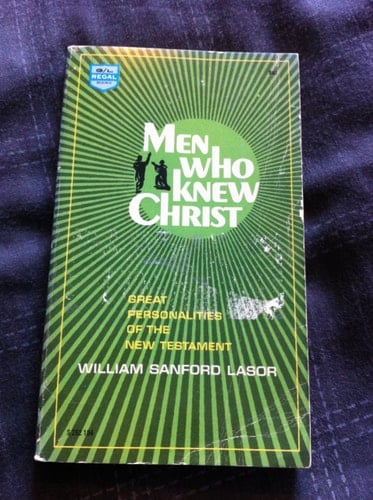 REGAL
MEN
WHO
KNEW
CHRIST
GREAT
PERSONALITIES
OF THE
NEW TESTAMENT
WILLIAM SANFORD LASOR